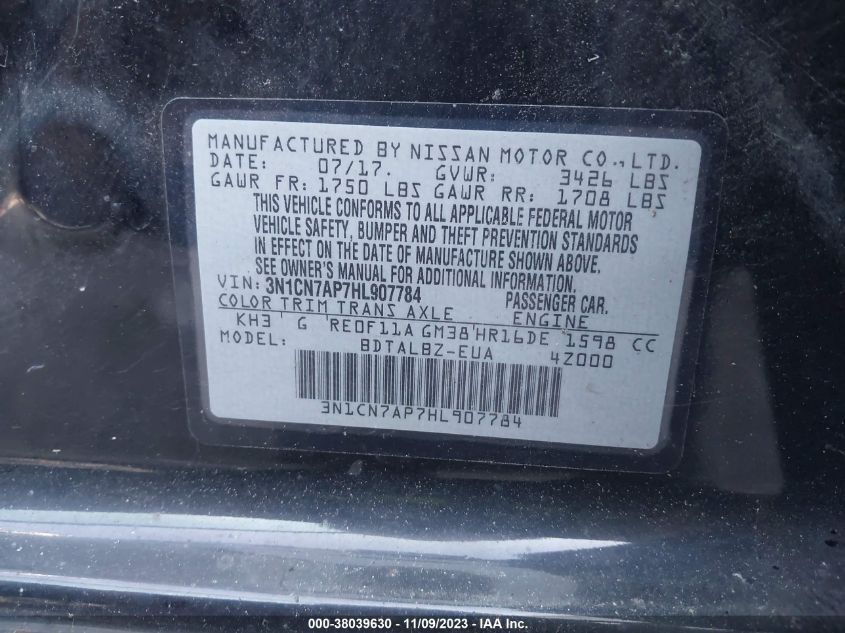 MANUFACTURED BY NISSAN MOTOR CO.,LTD.
DATE: 07/17. GVWR: 3426 LBS
GAWR FR: 1750 LBS GAWR RR: 1708 LBS
THIS VEHICLE CONFORMS TO ALL APPLICABLE FEDERAL MOTOR
VEHICLE SAFETY, BUMPER AND THEFT PREVENTION STANDARDS
IN EFFECT ON THE DATE OF MANUFACTURE SHOWN ABOVE.
SEE OWNER'S MANUAL FOR ADDITIONAL INFORMATION.
VIN: 3N1CN7AP7HL907784 PASSENGER CAR.
COLOR TRIM TRANS AXLE ENGINE
KH3 G RE0F11A GM38 HR16DE 1598 CC
MODEL: BDTALBZ-EUA 4Z000
3N1CN7AP7HL907784
000-38039630 - 11/09/2023 - IAA Inc.